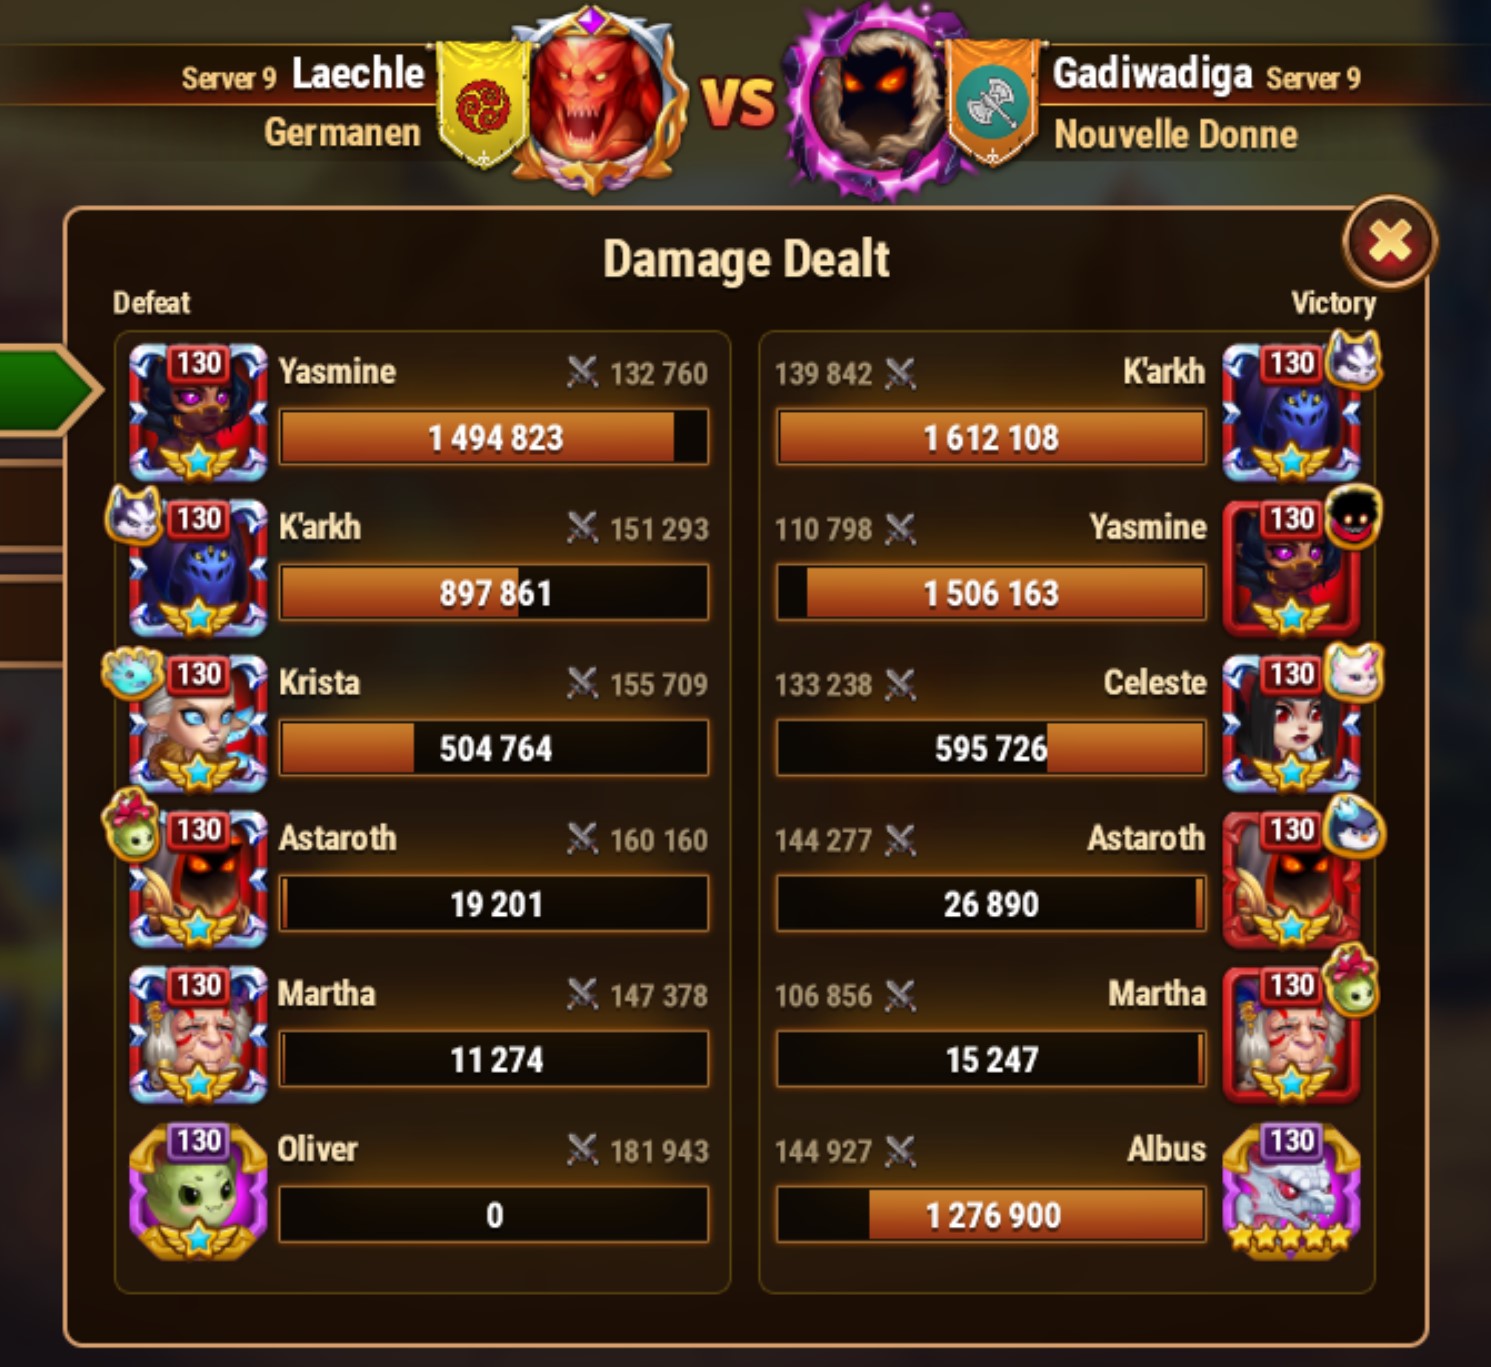 Server 9 Laechle
Germanen
VS
Gadiwadiga Server 9
Nouvelle Donne
Damage Dealt
Defeat
Victory
130 Yasmine 132 760
1 494 823
130 K'arkh 151 293
897 861
130 Krista 155 709
504 764
130 Astaroth 160 160
19 201
130 Martha 147 378
11 274
130 Oliver 181 943
0
139 842 K'arkh 130
1 612 108
110 798 Yasmine 130
1 506 163
133 238 Celeste 130
595 726
144 277 Astaroth 130
26 890
106 856 Martha 130
15 247
144 927 Albus 130
1 276 900